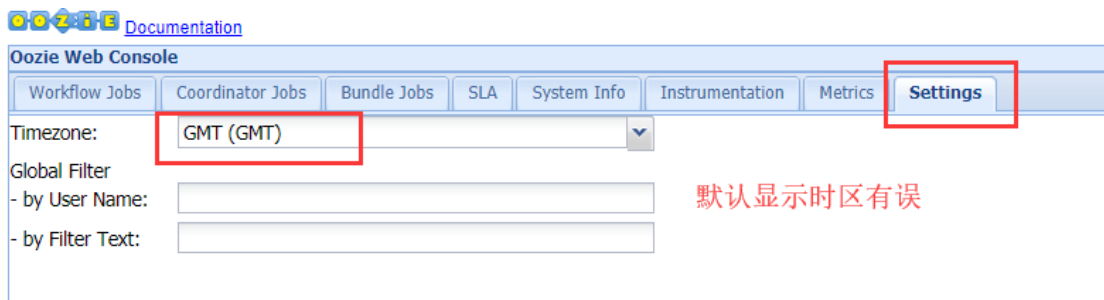 OOZiE Documentation
Oozie Web Console
Workflow Jobs Coordinator Jobs Bundle Jobs SLA System Info Instrumentation Metrics Settings
Timezone: GMT (GMT)
Global Filter
- by User Name:
默认显示时区有误
- by Filter Text: